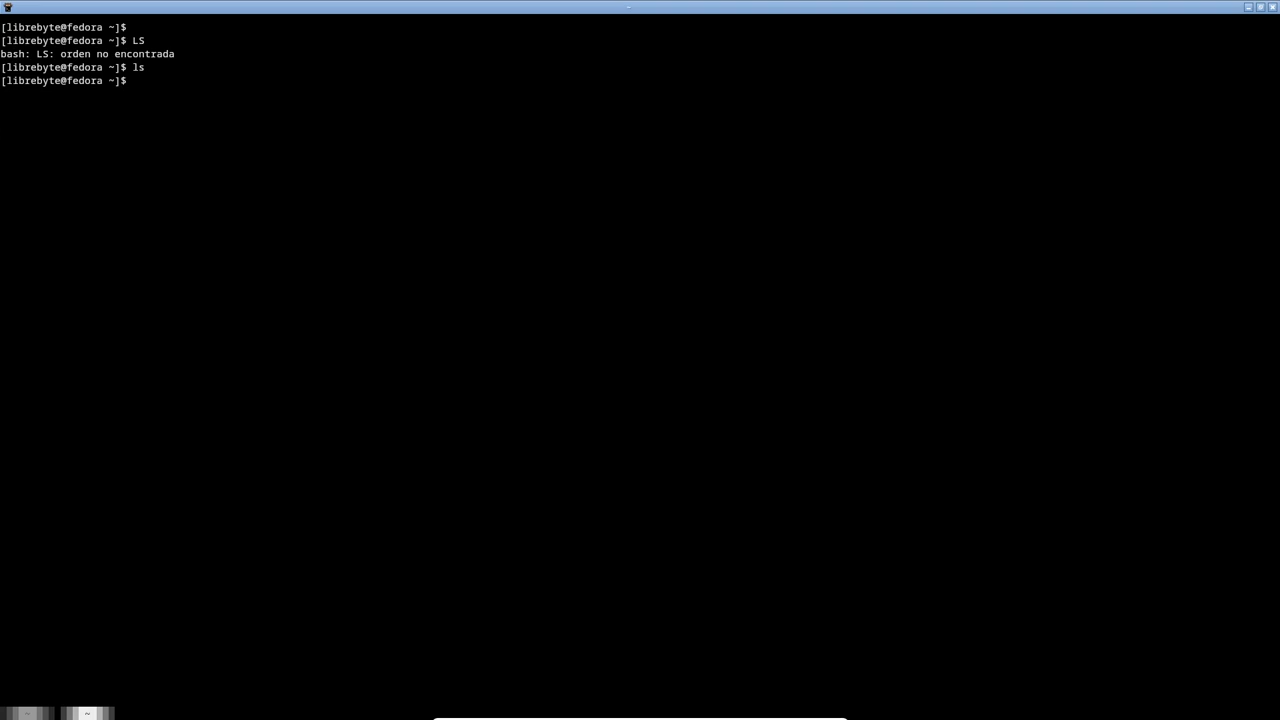 ~
[librebyte@fedora ~]$
[librebyte@fedora ~]$ LS
bash: LS: orden no encontrada
[librebyte@fedora ~]$ ls
[librebyte@fedora ~]$
~ ~